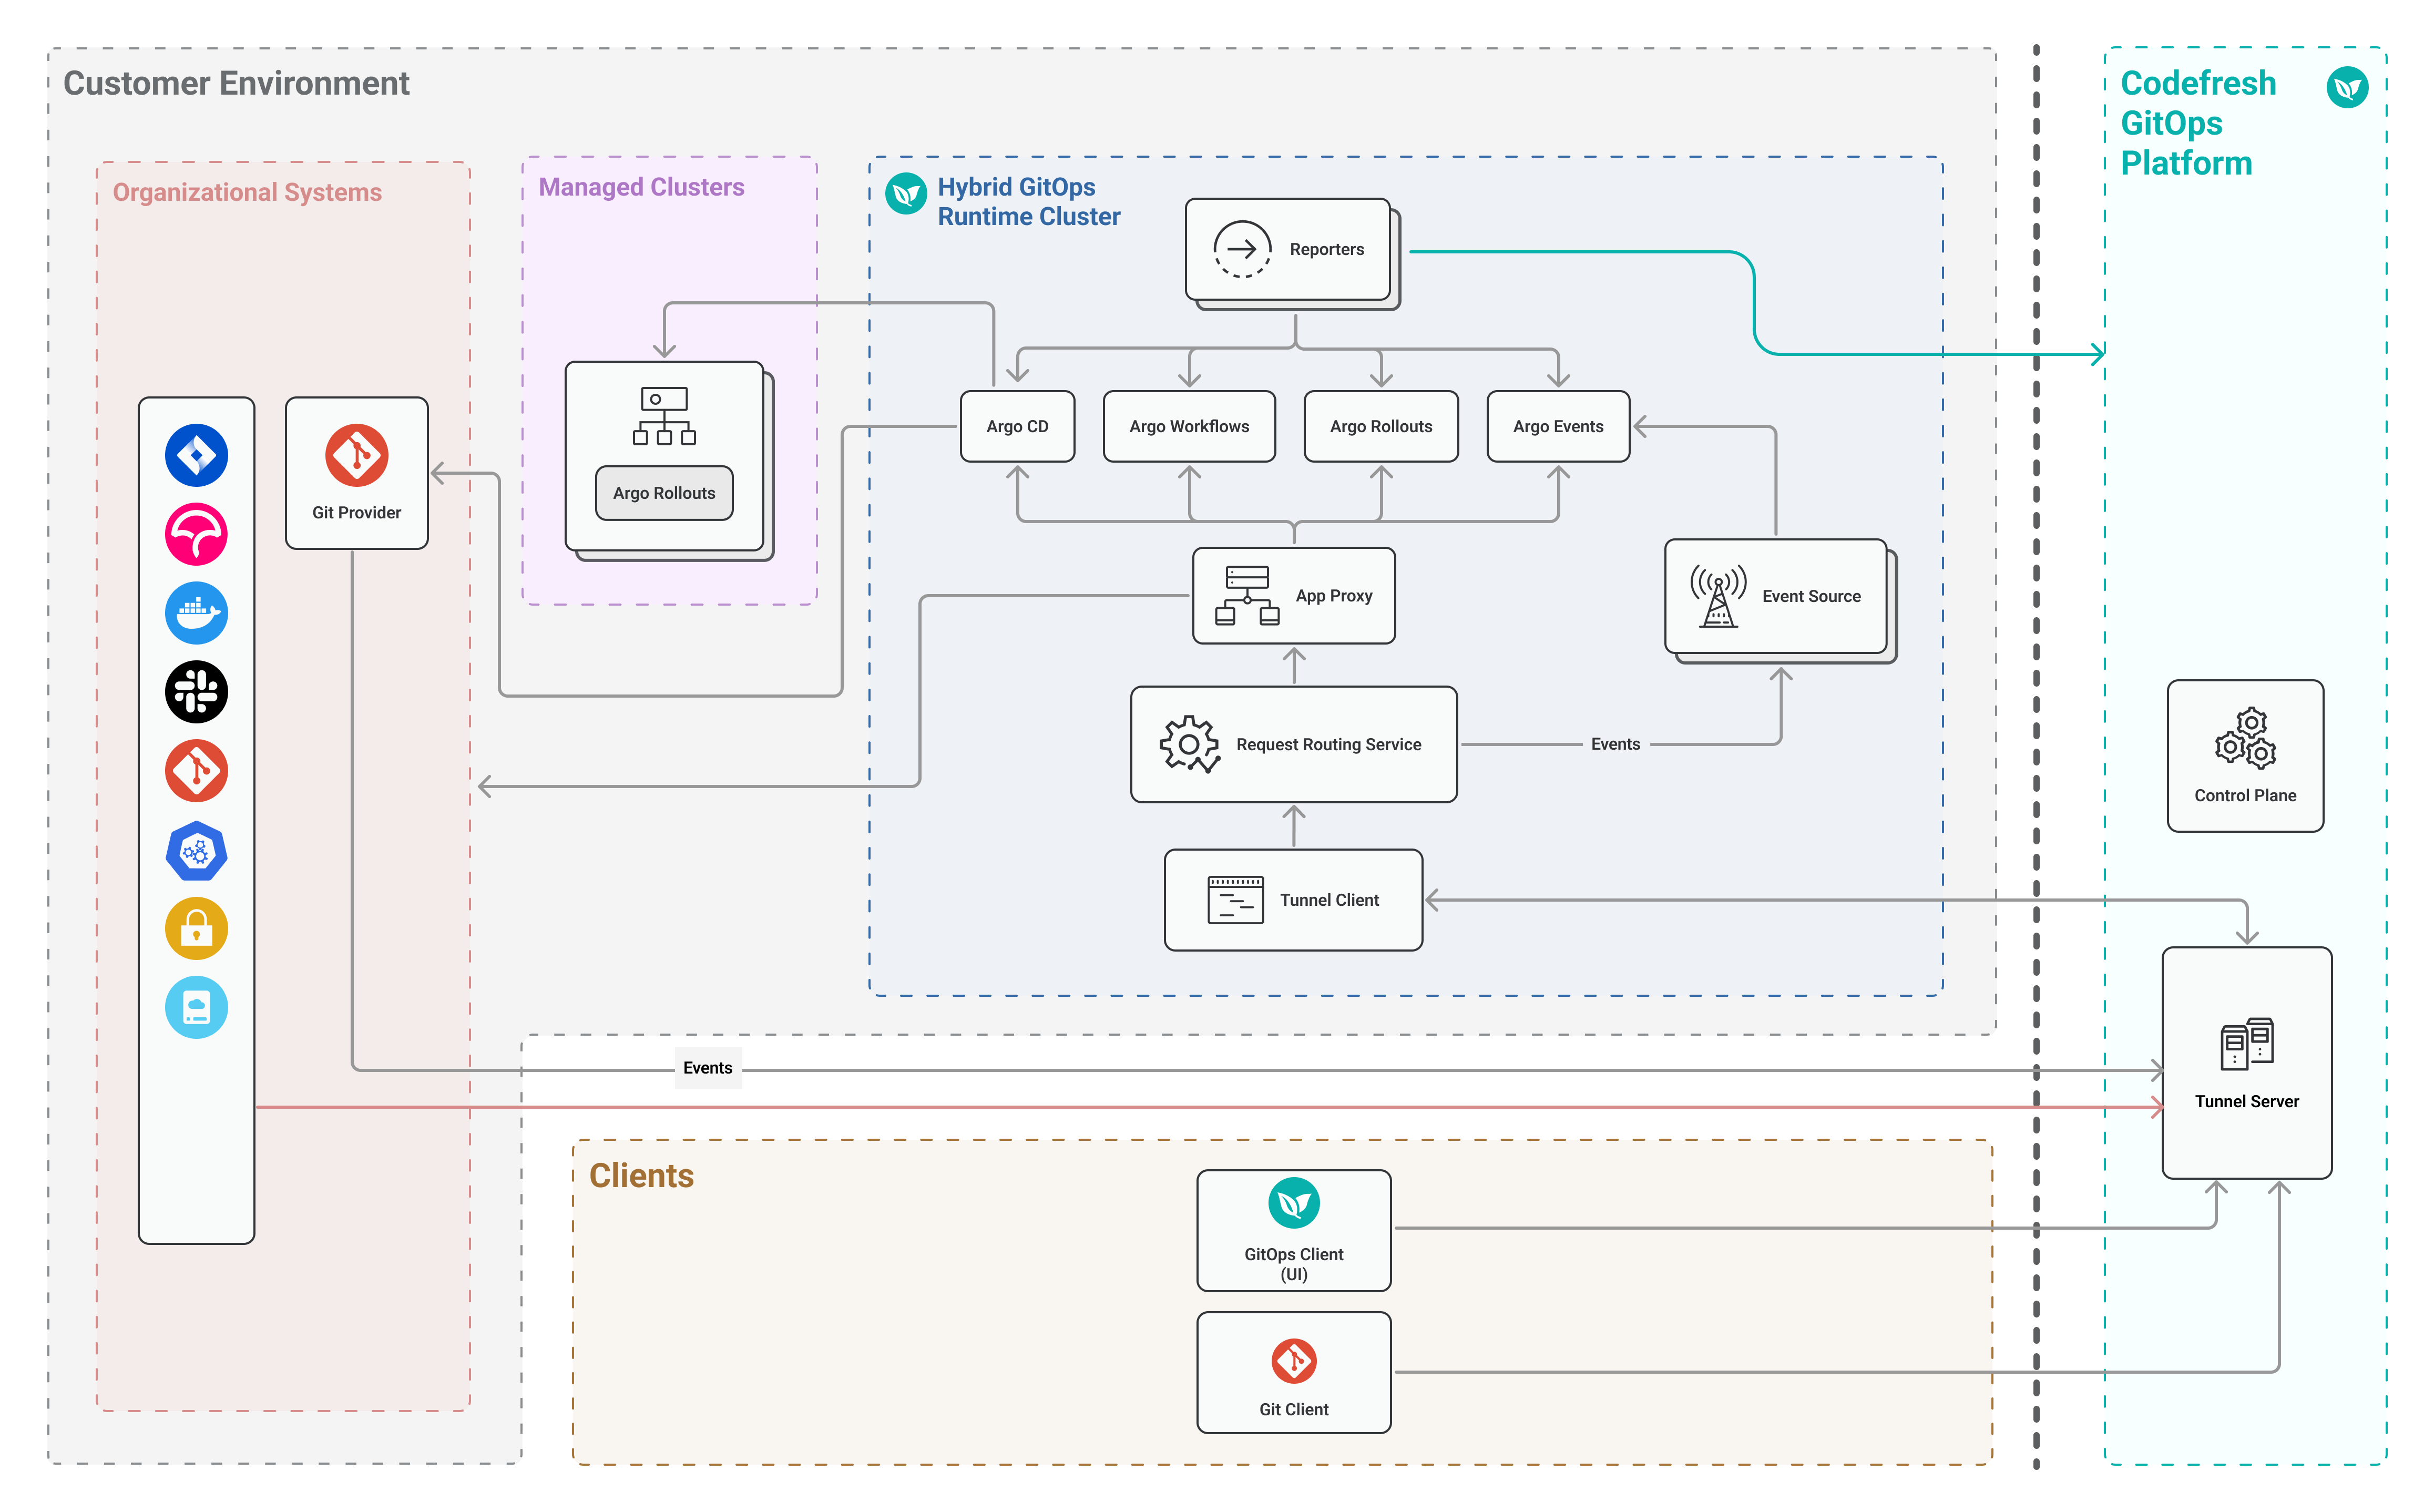 Customer Environment
Codefresh
GitOps
Platform
Organizational Systems
Managed Clusters
Hybrid GitOps
Runtime Cluster
Reporters
Argo CD
Argo Workflows
Argo Rollouts
Argo Events
Git Provider
Argo Rollouts
App Proxy
Event Source
Request Routing Service
Events
Control Plane
Tunnel Client
Events
Tunnel Server
Clients
GitOps Client
(UI)
Git Client